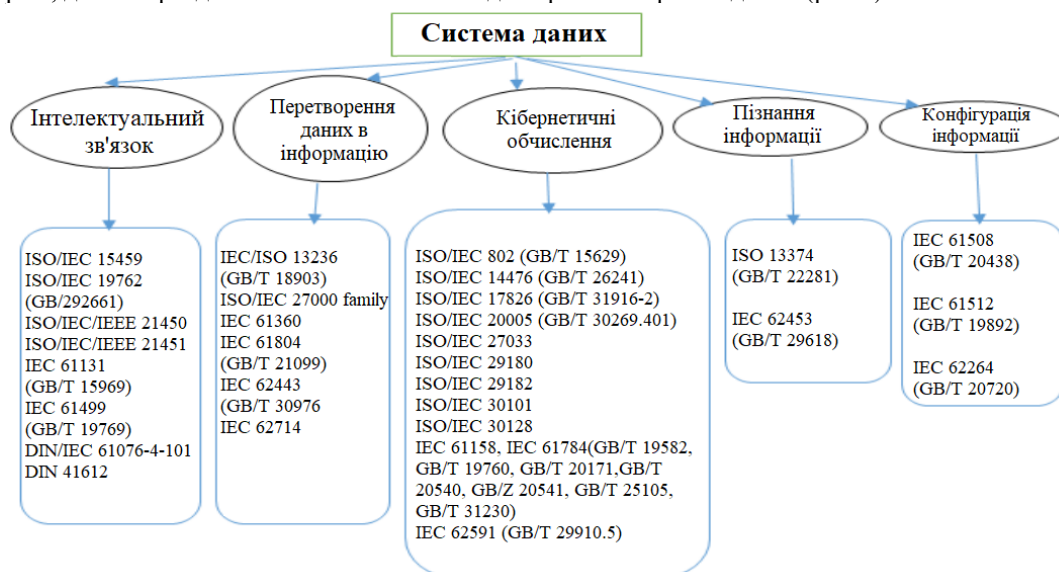 Система даних
Інтелектуальний
зв'язок
Перетворення
даних в
інформацію
Кібернетичні
обчислення
Пізнання
інформації
Конфігурація
інформації
ISO/IEC 15459
ISO/IEC 19762
(GB/292661)
ISO/IEC/IEEE 21450
ISO/IEC/IEEE 21451
IEC 61131
(GB/T 15969)
IEC 61499
(GB/T 19769)
DIN/IEC 61076-4-101
DIN 41612
IEC/ISO 13236
(GB/T 18903)
ISO/IEC 27000 family
IEC 61360
IEC 61804
(GB/T 21099)
IEC 62443
(GB/T 30976
IEC 62714
ISO/IEC 802 (GB/T 15629)
ISO/IEC 14476 (GB/T 26241)
ISO/IEC 17826 (GB/T 31916-2)
ISO/IEC 20005 (GB/T 30269.401)
ISO/IEC 27033
ISO/IEC 29180
ISO/IEC 29182
ISO/IEC 30101
ISO/IEC 30128
IEC 61158, IEC 61784(GB/T 19582,
GB/T 19760, GB/T 20171,GB/T
20540, GB/Z 20541, GB/T 25105,
GB/T 31230)
IEC 62591 (GB/T 29910.5)
ISO 13374
(GB/T 22281)
IEC 62453
(GB/T 29618)
IEC 61508
(GB/T 20438)
IEC 61512
(GB/T 19892)
IEC 62264
(GB/T 20720)